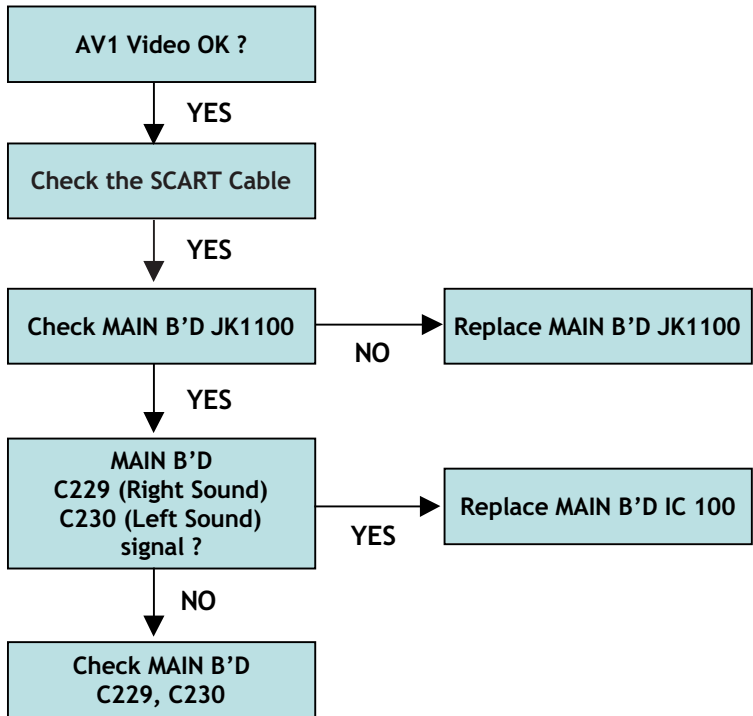 AV1 Video OK ?
YES
Check the SCART Cable
YES
Check MAIN B’D JK1100
NO
Replace MAIN B’D JK1100
YES
MAIN B’D
C229 (Right Sound)
C230 (Left Sound)
signal ?
YES
Replace MAIN B’D IC 100
NO
Check MAIN B’D
C229, C230